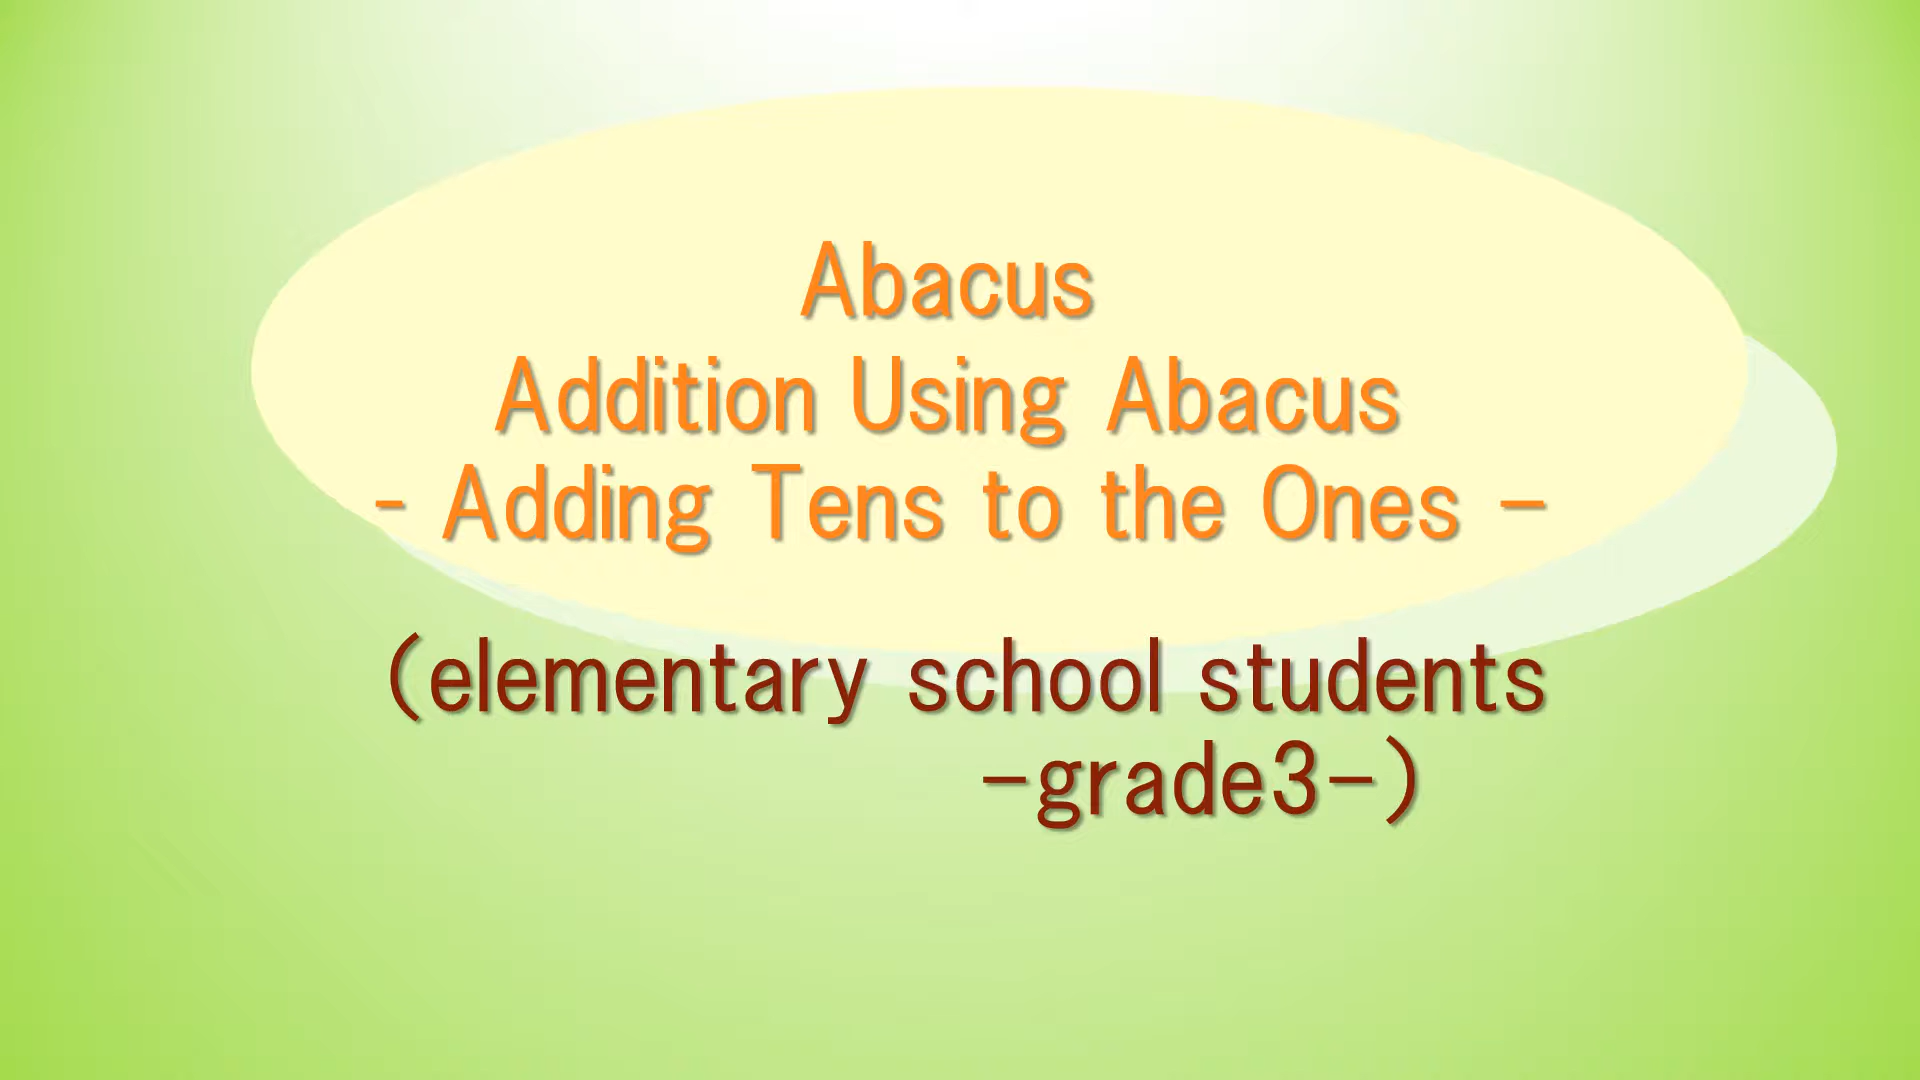 Abacus
Addition Using Abacus
- Adding Tens to the Ones -
(elementary school students
-grade3-)